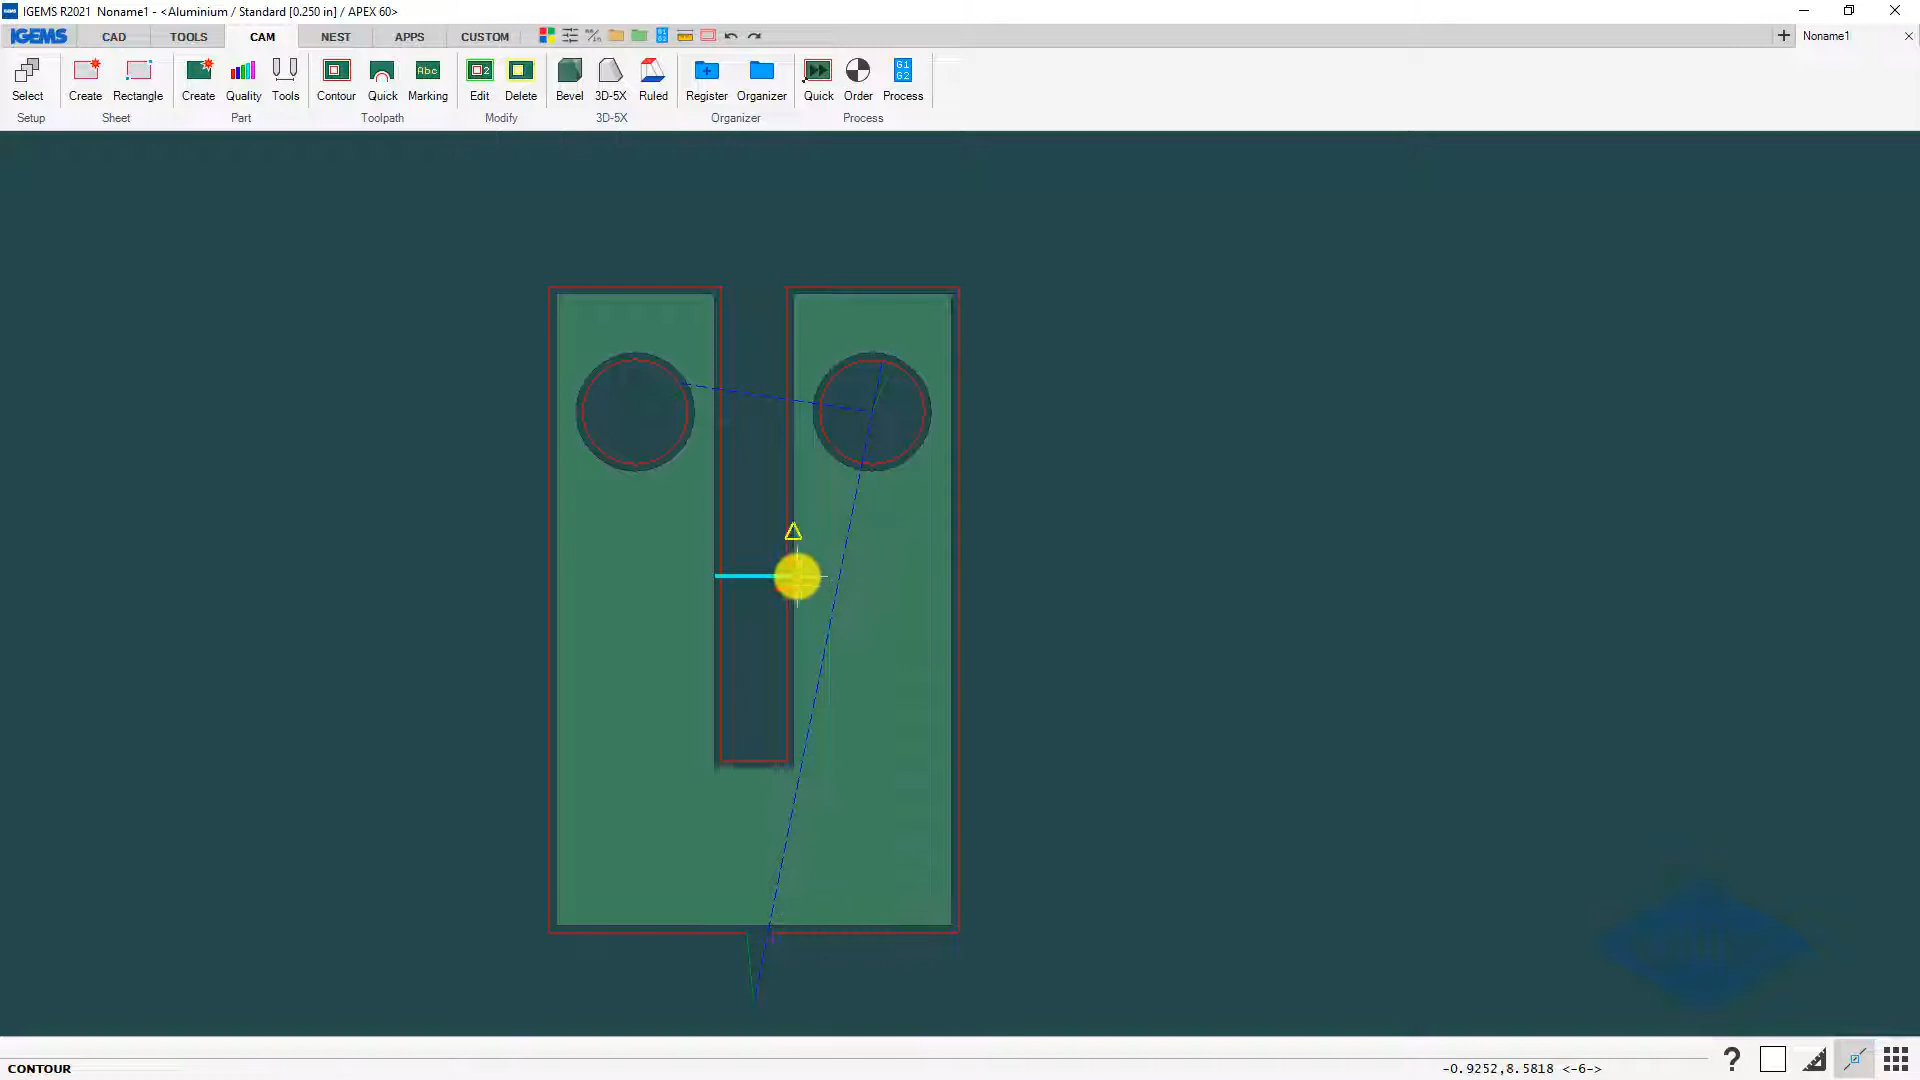 IGEMS R2021 Noname1 - <Aluminium / Standard [0.250 in] / APEX 60>
IGEMS CAD TOOLS CAM NEST APPS CUSTOM Noname1
Select Create Rectangle Create Quality Tools Contour Quick Marking Edit Delete Bevel 3D-5X Ruled Register Organizer Quick Order Process
Setup Sheet Part Toolpath Modify 3D-5X Organizer Process
CONTOUR -0.9252,8.5818 <-6->